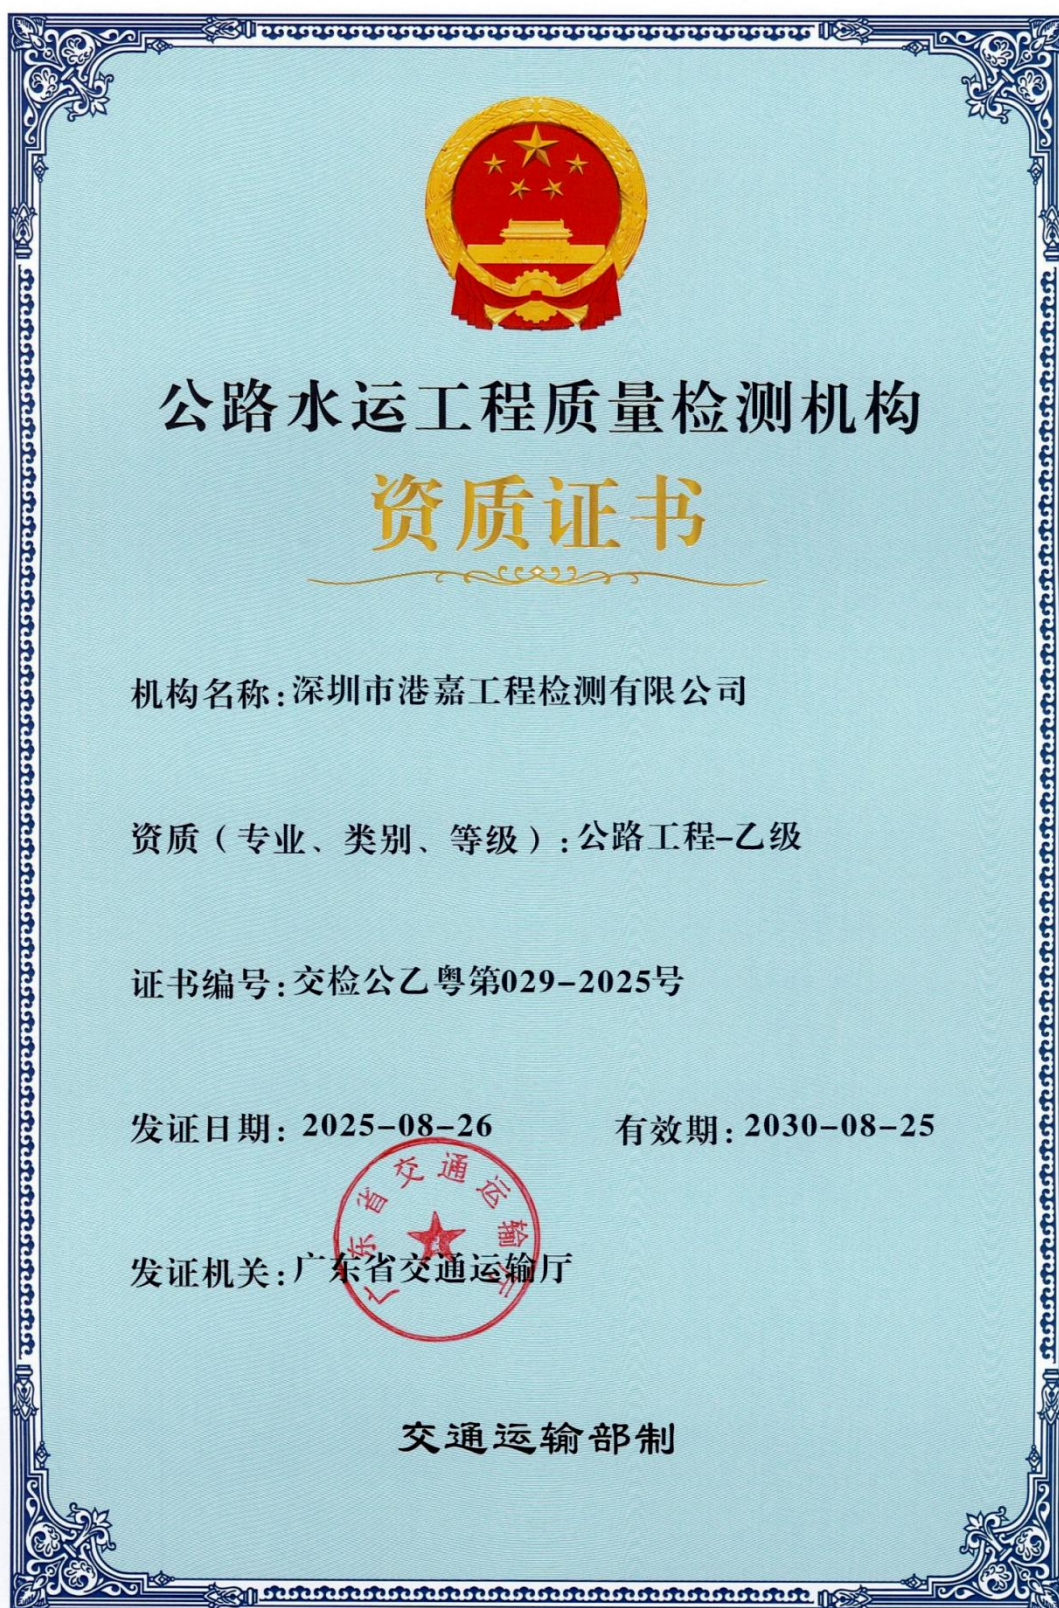 公路水运工程质量检测机构
资质证书
机构名称:深圳市港嘉工程检测有限公司
资质（专业、类别、等级）:公路工程-乙级
证书编号:交检公乙粤第029-2025号
发证日期: 2025-08-26 有效期: 2030-08-25
发证机关:广东省交通运输厅
广东省交通运输厅
交通运输部制